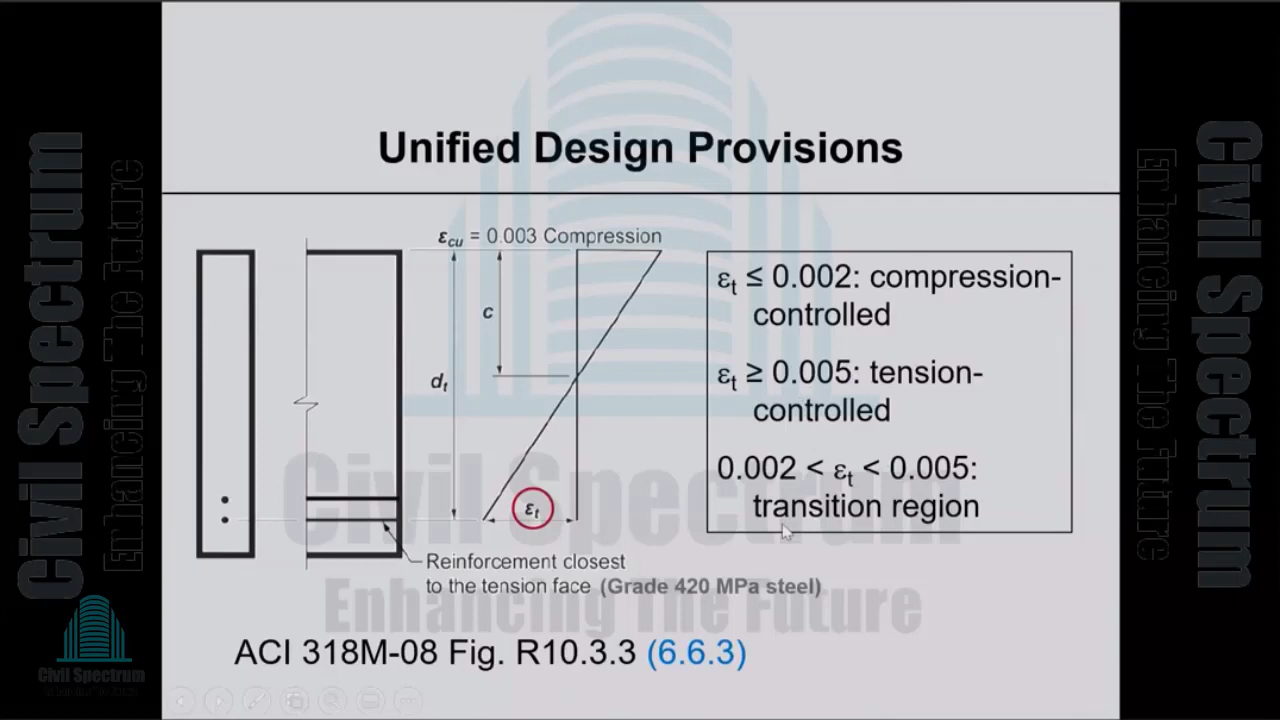 Unified Design Provisions
εcu = 0.003 Compression
c
dt
εt
Reinforcement closest
to the tension face (Grade 420 MPa steel)
εt ≤ 0.002: compression-
controlled
εt ≥ 0.005: tension-
controlled
0.002 < εt < 0.005:
transition region
ACI 318M-08 Fig. R10.3.3 (6.6.3)
Civil Spectrum
Enhancing The Future
Civil Spectrum
Enhancing The Future
Civil Spectrum
Enhancing The Future
Civil Spectrum